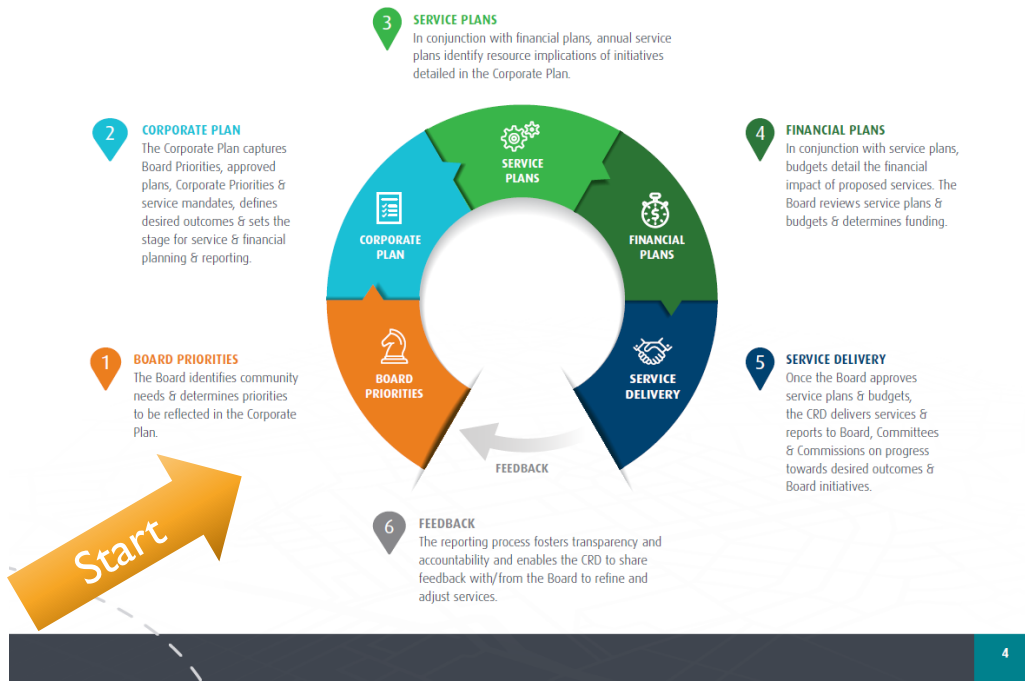 3
SERVICE PLANS
In conjunction with financial plans, annual service
plans identify resource implications of initiatives
detailed in the Corporate Plan.
2
CORPORATE PLAN
The Corporate Plan captures
Board Priorities, approved
plans, Corporate Priorities &
service mandates, defines
desired outcomes & sets the
stage for service & financial
planning & reporting.
4
FINANCIAL PLANS
In conjunction with service plans,
budgets detail the financial
impact of proposed services. The
Board reviews service plans &
budgets & determines funding.
SERVICE
PLANS
CORPORATE
PLAN
$
FINANCIAL
PLANS
1
BOARD PRIORITIES
The Board identifies community
needs & determines priorities
to be reflected in the Corporate
Plan.
BOARD
PRIORITIES
SERVICE
DELIVERY
5
SERVICE DELIVERY
Once the Board approves
service plans & budgets,
the CRD delivers services &
reports to Board, Committees
& Commissions on progress
towards desired outcomes &
Board initiatives.
FEEDBACK
Start
6
FEEDBACK
The reporting process fosters transparency and
accountability and enables the CRD to share
feedback with/from the Board to refine and
adjust services.
4